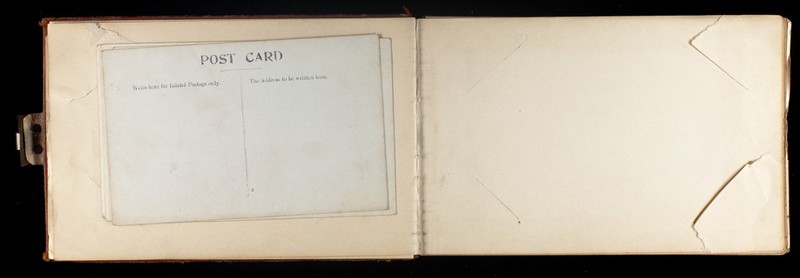 POST CARD
Write here for Inland Postage only.
The Address to be written here.